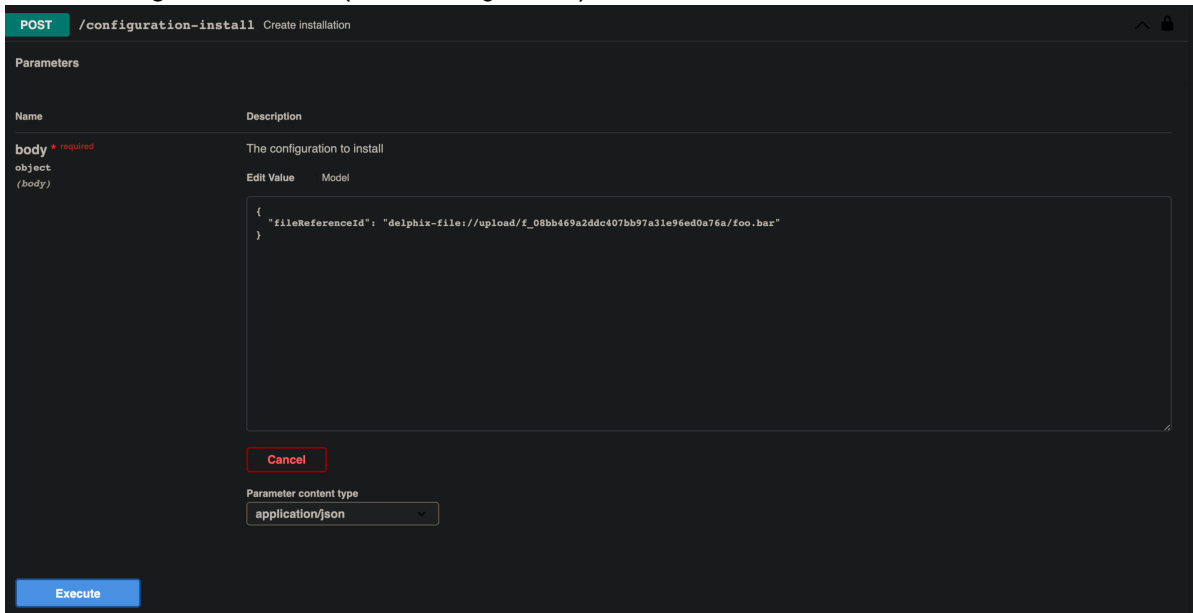 POST /configuration-install Create installation
Parameters
Name Description
body * required
object
(body)
The configuration to install
Edit Value Model
{
  "fileReferenceId": "delphix-file://upload/f_08bb469a2ddc407bb97a31e96ed0a76a/foo.bar"
}
Cancel
Parameter content type
application/json
Execute